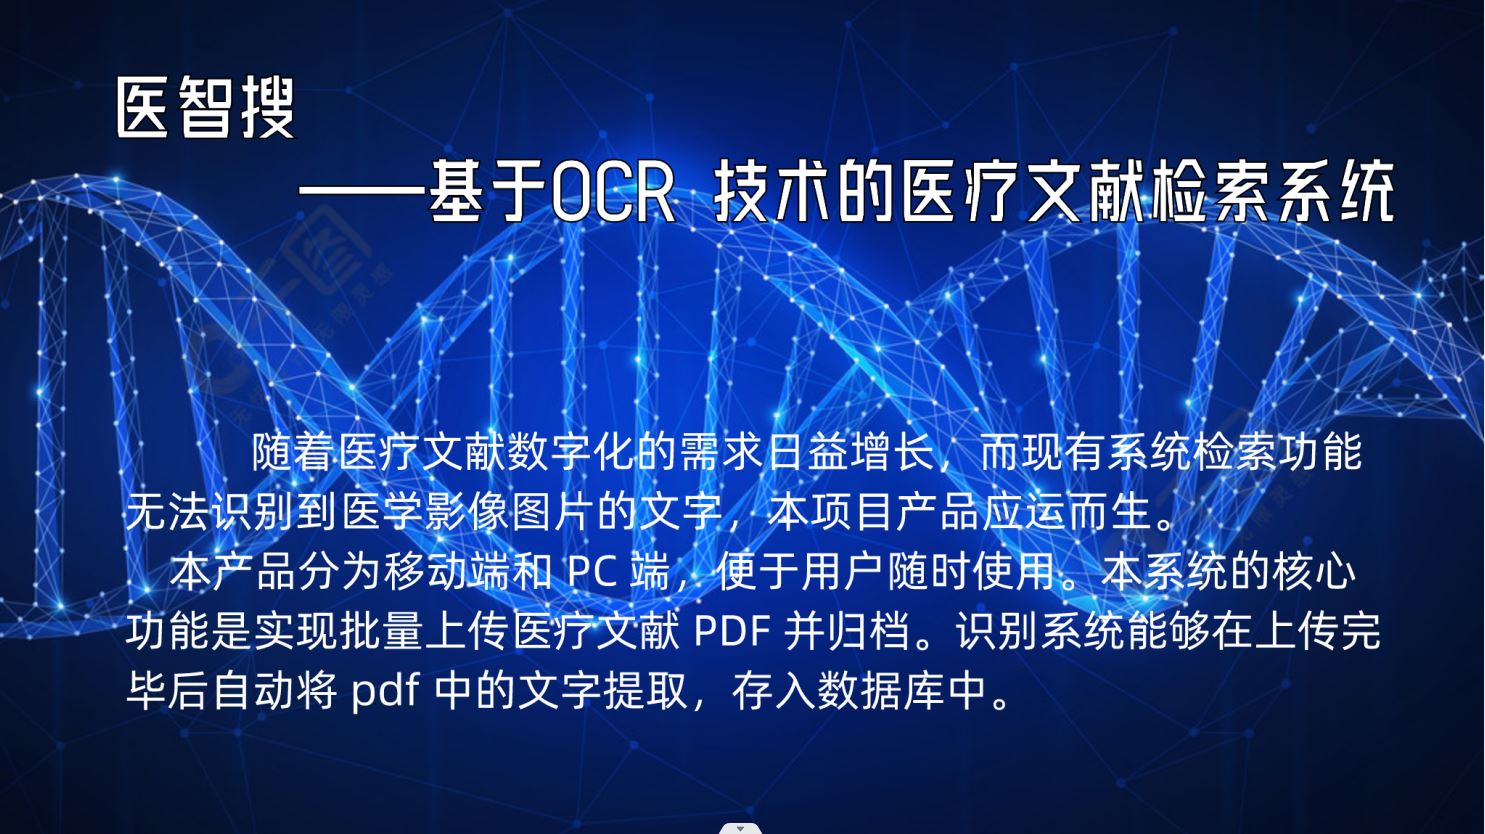 医智搜
——基于OCR 技术的医疗文献检索系统
随着医疗文献数字化的需求日益增长，而现有系统检索功能
无法识别到医学影像图片的文字，本项目产品应运而生。
本产品分为移动端和 PC 端，便于用户随时使用。本系统的核心
功能是实现批量上传医疗文献 PDF 并归档。识别系统能够在上传完
毕后自动将 pdf 中的文字提取，存入数据库中。